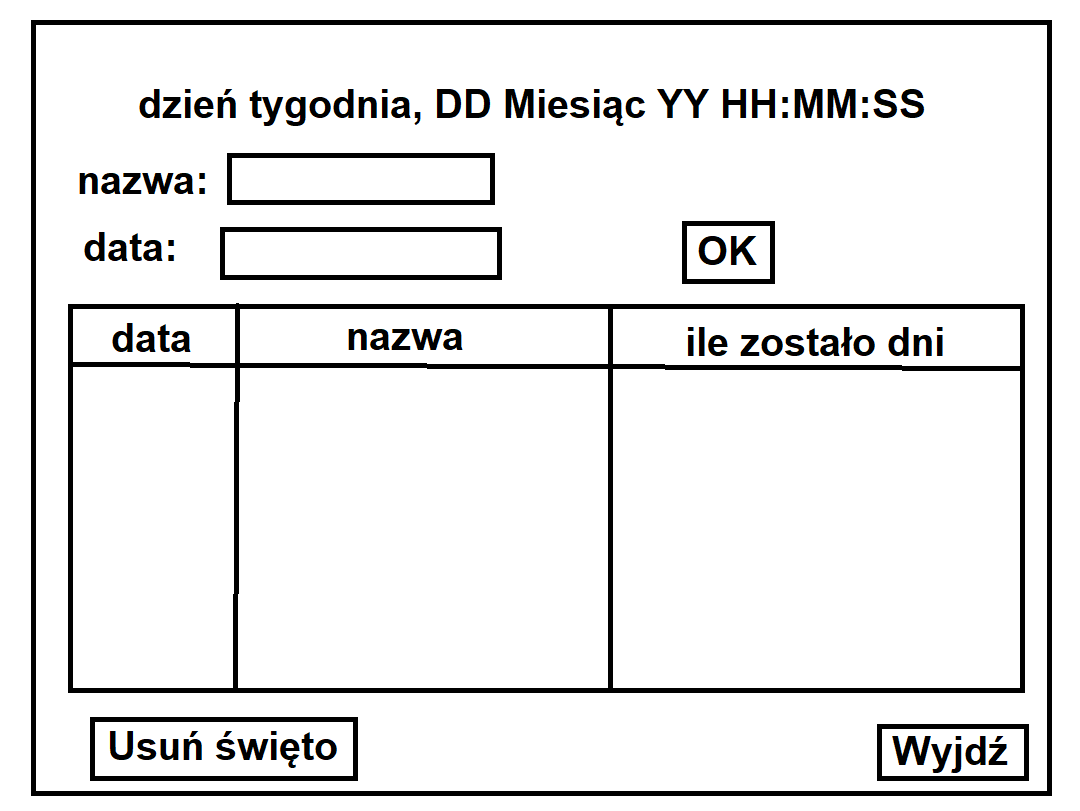 dzień tygodnia, DD Miesiąc YY HH:MM:SS
nazwa:
data:
OK
data nazwa ile zostało dni
Usuń święto
Wyjdź